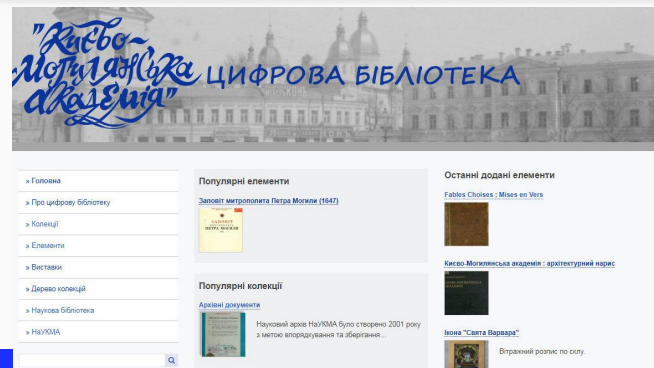 "Києво-
Могилянська
академія"
ЦИФРОВА БІБЛІОТЕКА
» Головна
» Про цифрову бібліотеку
» Колекції
» Елементи
» Виставки
» Дерево колекцій
» Наукова бібліотека
» НаУКМА
Популярні елементи
Заповіт митрополита Петра Могили (1647)
ЗАПОВІТ
ПЕТРА МОГИЛИ
Популярні колекції
Архівні документи
Науковий архів НаУКМА було створено 2001 року
з метою впорядкування та зберігання...
Останні додані елементи
Fables Choises : Mises en Vers
Києво-Могилянська академія : архітектурний нарис
Ікона "Свята Варвара"
Вітражний розпис по склу.